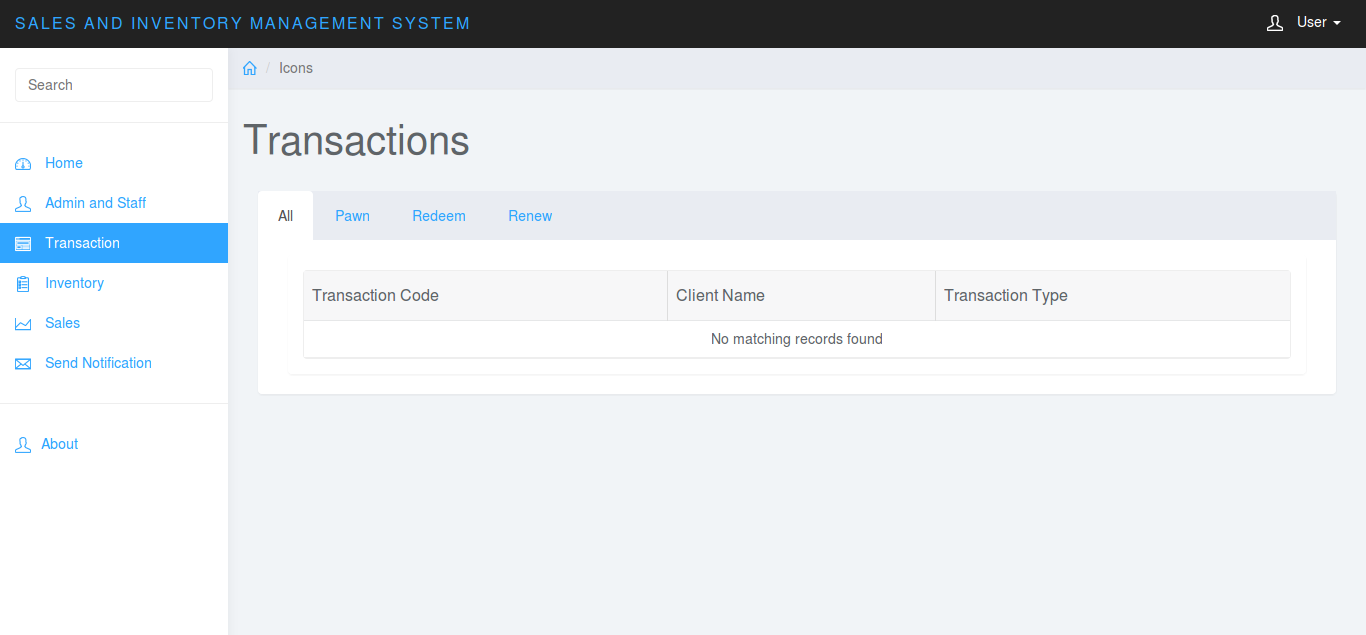 SALES AND INVENTORY MANAGEMENT SYSTEM
User
Search
/ Icons
Home
Admin and Staff
Transaction
Inventory
Sales
Send Notification
About
Transactions
All Pawn Redeem Renew
Transaction Code Client Name Transaction Type
No matching records found